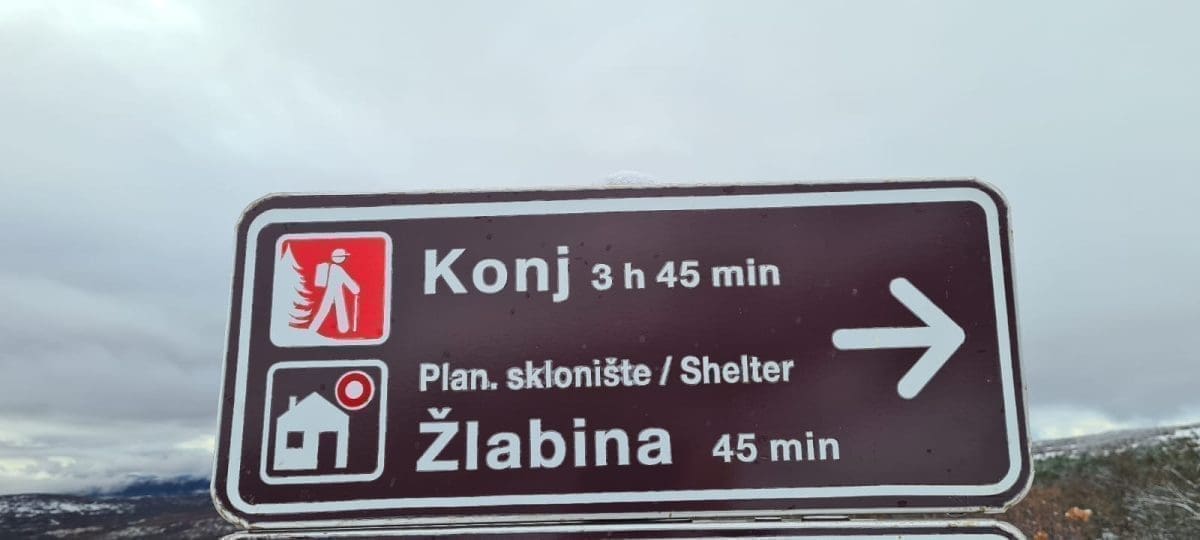 Konj 3 h 45 min
Plan. sklonište / Shelter
Žlabina 45 min